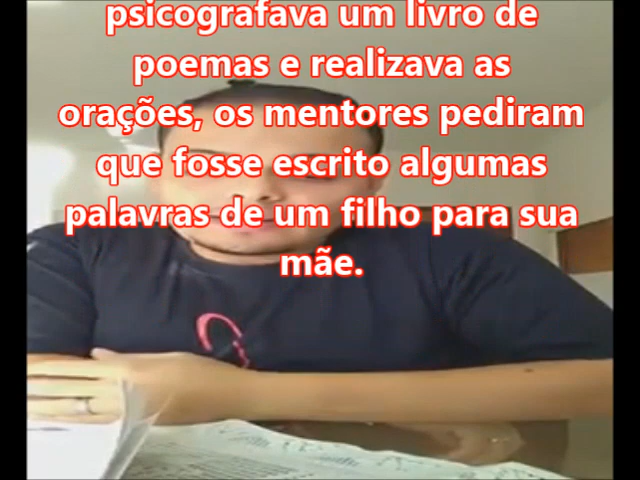 psicografava um livro de
poemas e realizava as
orações, os mentores pediram
que fosse escrito algumas
palavras de um filho para sua
mãe.